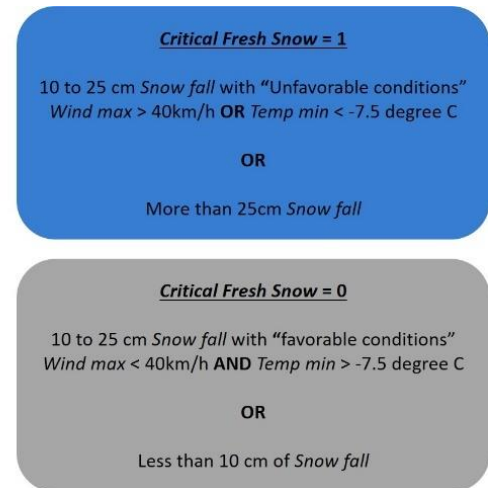 Critical Fresh Snow = 1
10 to 25 cm Snow fall with “Unfavorable conditions”
Wind max > 40km/h OR Temp min < -7.5 degree C
OR
More than 25cm Snow fall
Critical Fresh Snow = 0
10 to 25 cm Snow fall with “favorable conditions”
Wind max < 40km/h AND Temp min > -7.5 degree C
OR
Less than 10 cm of Snow fall